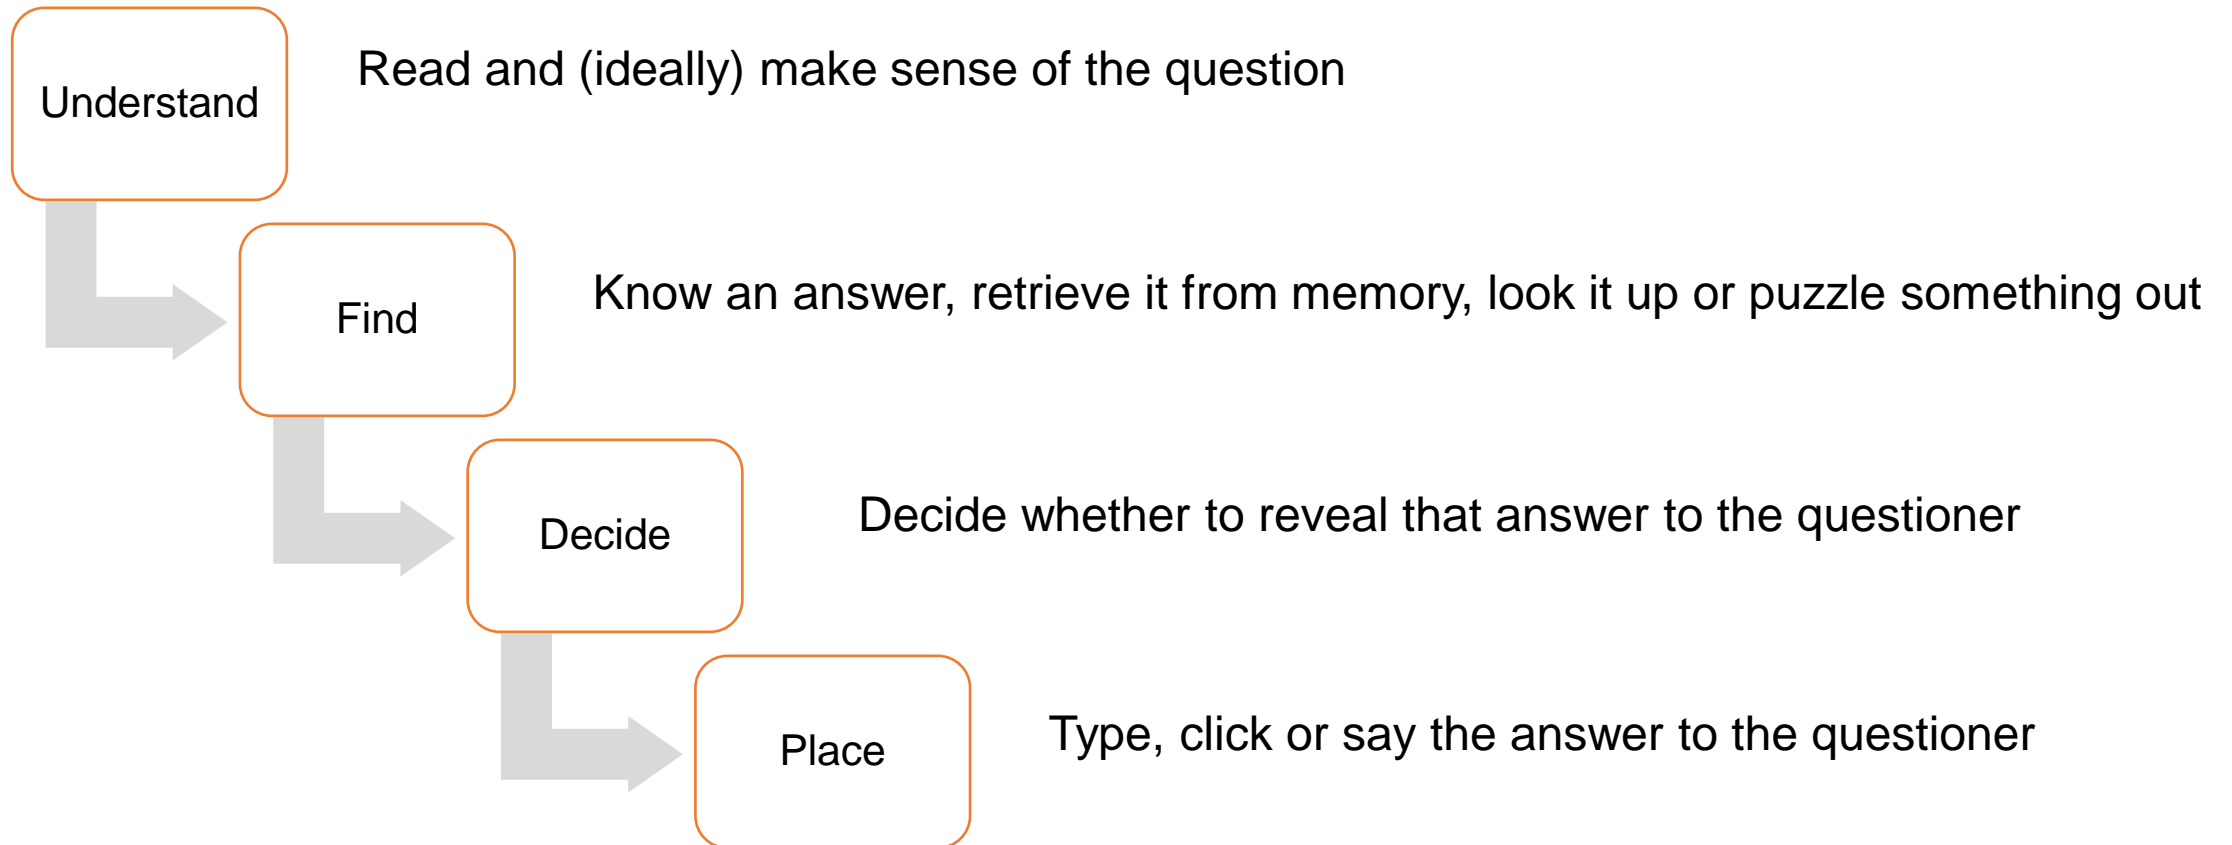 Understand
Read and (ideally) make sense of the question
Find
Know an answer, retrieve it from memory, look it up or puzzle something out
Decide
Decide whether to reveal that answer to the questioner
Place
Type, click or say the answer to the questioner